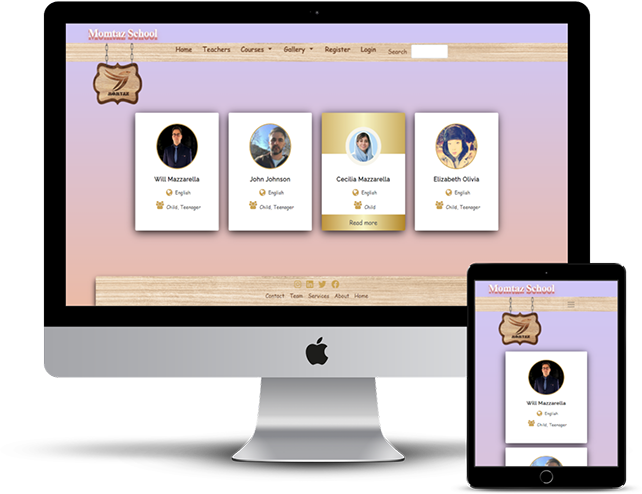 Momtaz School
Home Teachers Courses Gallery Register Login Search
MOMTAZ
Will Mazzarella
English
Child, Teenager
John Johnson
English
Child, Teenager
Cecilia Mazzarella
English
Child
Read more
Elizabeth Olivia
English
Child, Teenager
Contact Team Services About Home
Momtaz School
MOMTAZ
Will Mazzarella
English
Child, Teenager